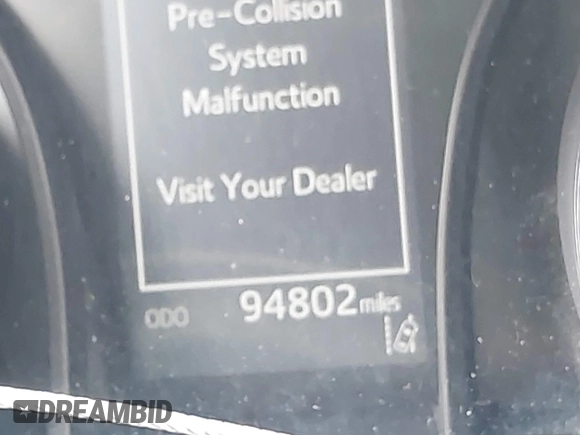 Pre-Collision
System
Malfunction
Visit Your Dealer
ODO 94802 miles
DREAMBID